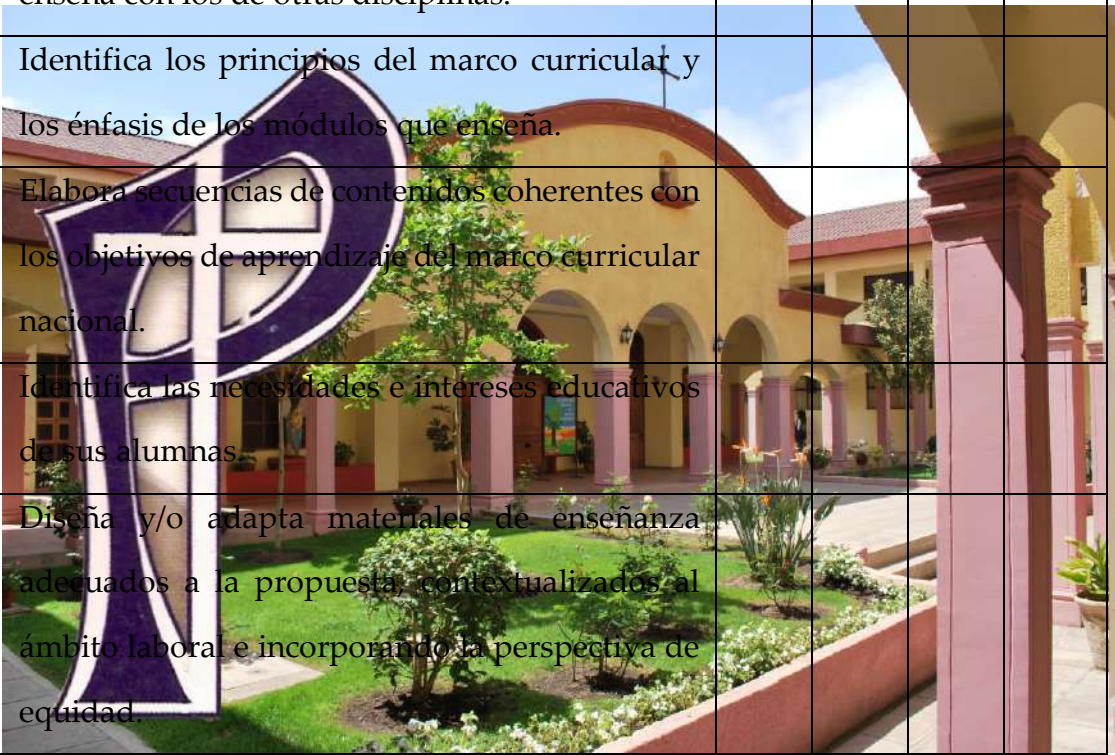 enseña con los de otras disciplinas.
Identifica los principios del marco curricular y
los énfasis de los módulos que enseña.
Elabora secuencias de contenidos coherentes con
los objetivos de aprendizaje del marco curricular
nacional.
Identifica las necesidades e intereses educativos
de sus alumnas.
Diseña y/o adapta materiales de enseñanza
adecuados a la propuesta, contextualizados al
ámbito laboral e incorporando la perspectiva de
equidad.